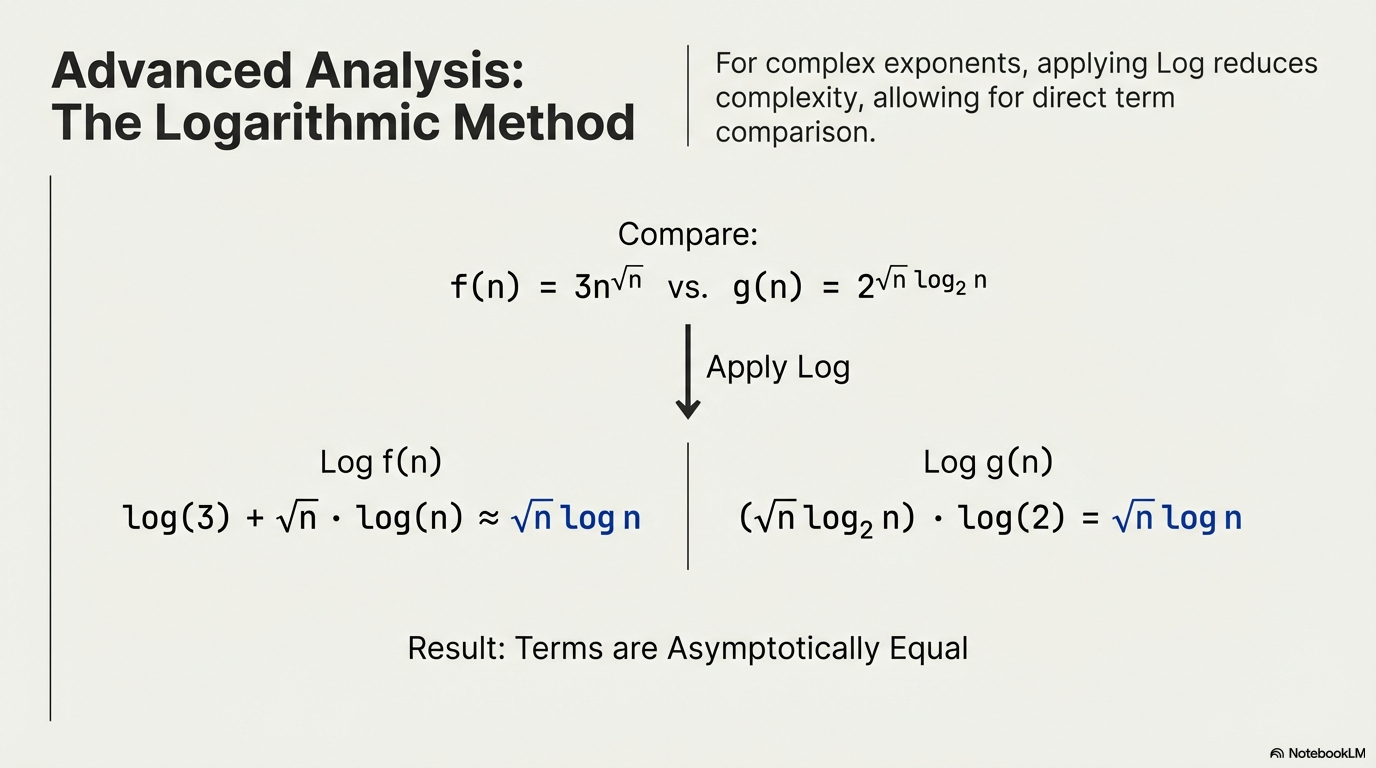 Advanced Analysis:
The Logarithmic Method
For complex exponents, applying Log reduces
complexity, allowing for direct term
comparison.
Compare:
f(n) = 3n^√n vs. g(n) = 2^(√n log₂ n)
Apply Log
Log f(n)
log(3) + √n · log(n) ≈ √n log n
Log g(n)
(√n log₂ n) · log(2) = √n log n
Result: Terms are Asymptotically Equal
NotebookLM